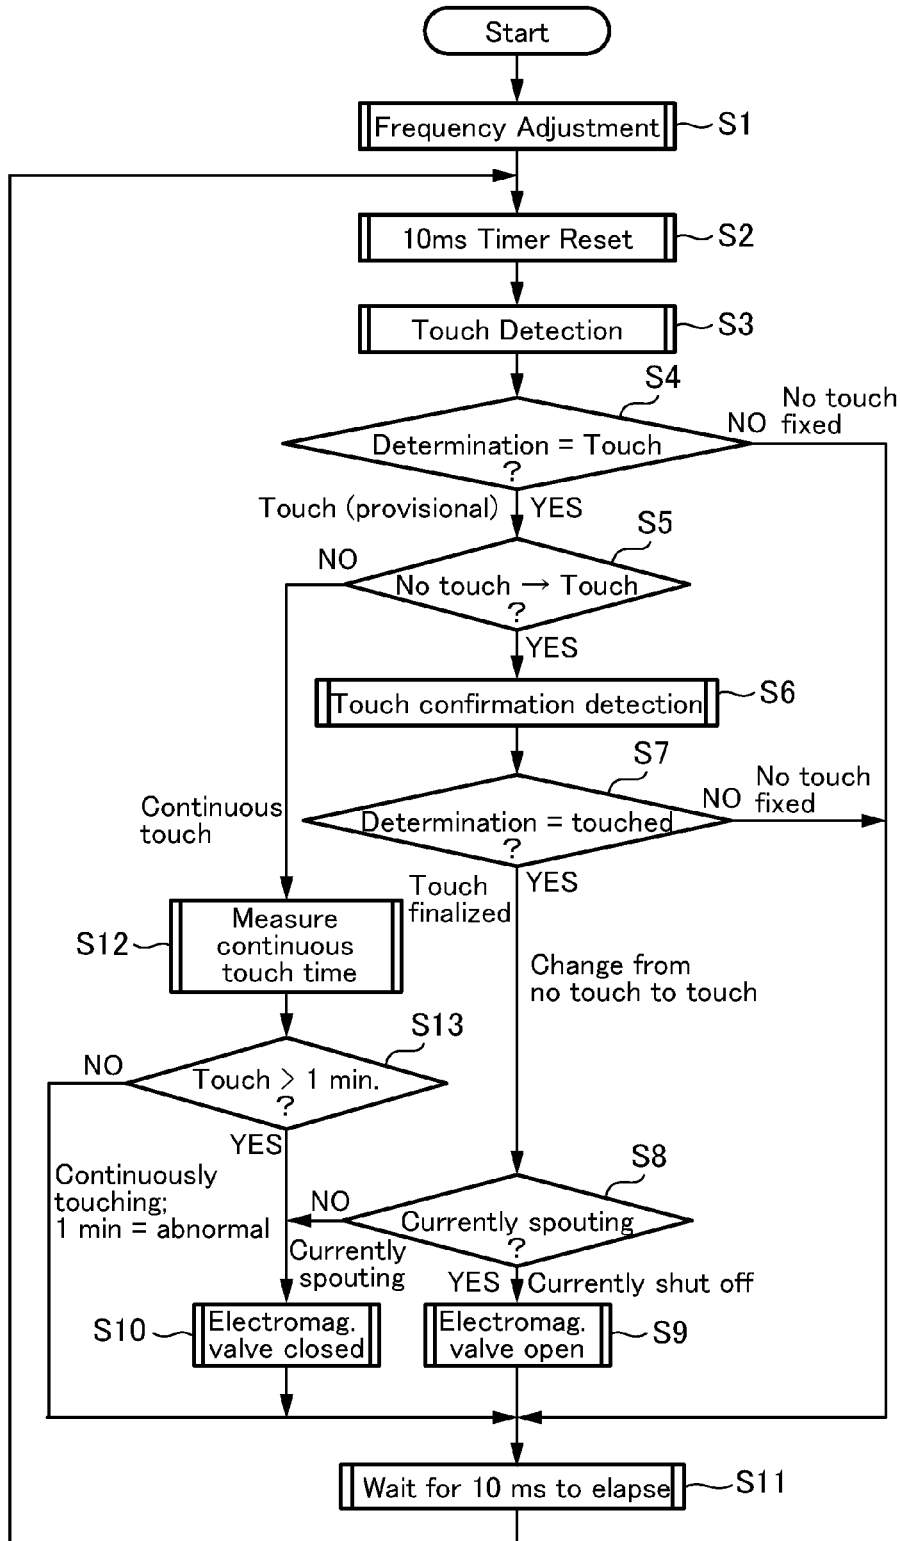 Start
Frequency Adjustment
S1
10ms Timer Reset
S2
Touch Detection
S3
S4
No touch
fixed
NO
Determination = Touch
?
Touch (provisional)
YES
S5
NO
No touch → Touch
?
YES
Touch confirmation detection
S6
S7
No touch
fixed
NO
Continuous
touch
Determination = touched
?
YES
Touch
finalized
S12
Measure
continuous
touch time
Change from
no touch to touch
S13
NO
Touch > 1 min.
?
YES
Continuously
touching;
1 min = abnormal
S8
NO
Currently spouting
?
Currently
spouting
YES
Currently shut off
S10
Electromag.
valve closed
Electromag.
valve open
S9
Wait for 10 ms to elapse
S11